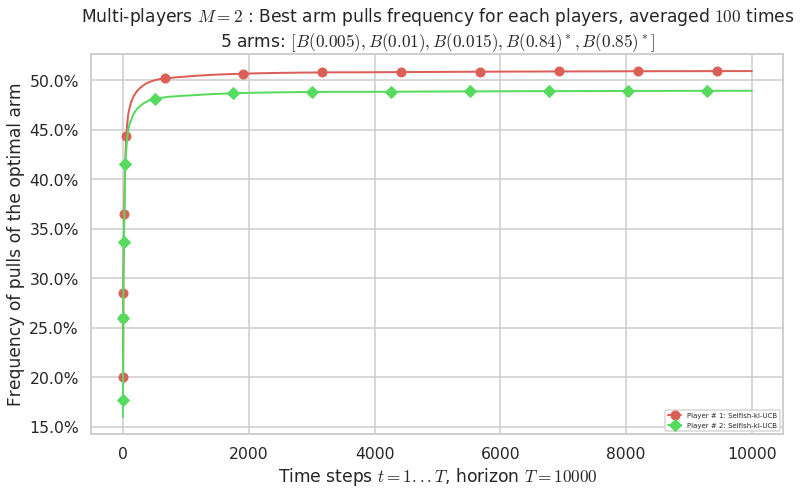 Multi-players M = 2 : Best arm pulls frequency for each players, averaged 100 times
5 arms: [B(0.005), B(0.01), B(0.015), B(0.84)*, B(0.85)*]
Frequency of pulls of the optimal arm
50.0%
45.0%
40.0%
35.0%
30.0%
25.0%
20.0%
15.0%
Player # 1: Selfish-kl-UCB
Player # 2: Selfish-kl-UCB
0 2000 4000 6000 8000 10000
Time steps t = 1...T, horizon T = 10000